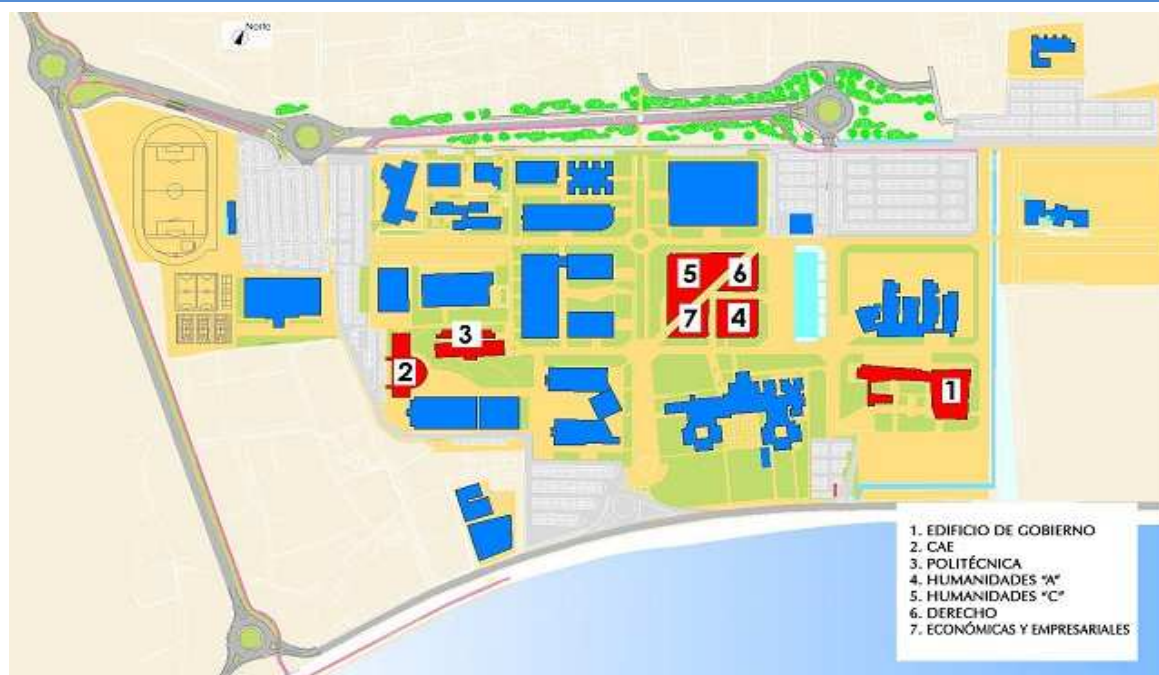 Norte
5
6
7
4
3
2
1
1. EDIFICIO DE GOBIERNO
2. CAE
3. POLITÉCNICA
4. HUMANIDADES "A"
5. HUMANIDADES "C"
6. DERECHO
7. ECONÓMICAS Y EMPRESARIALES